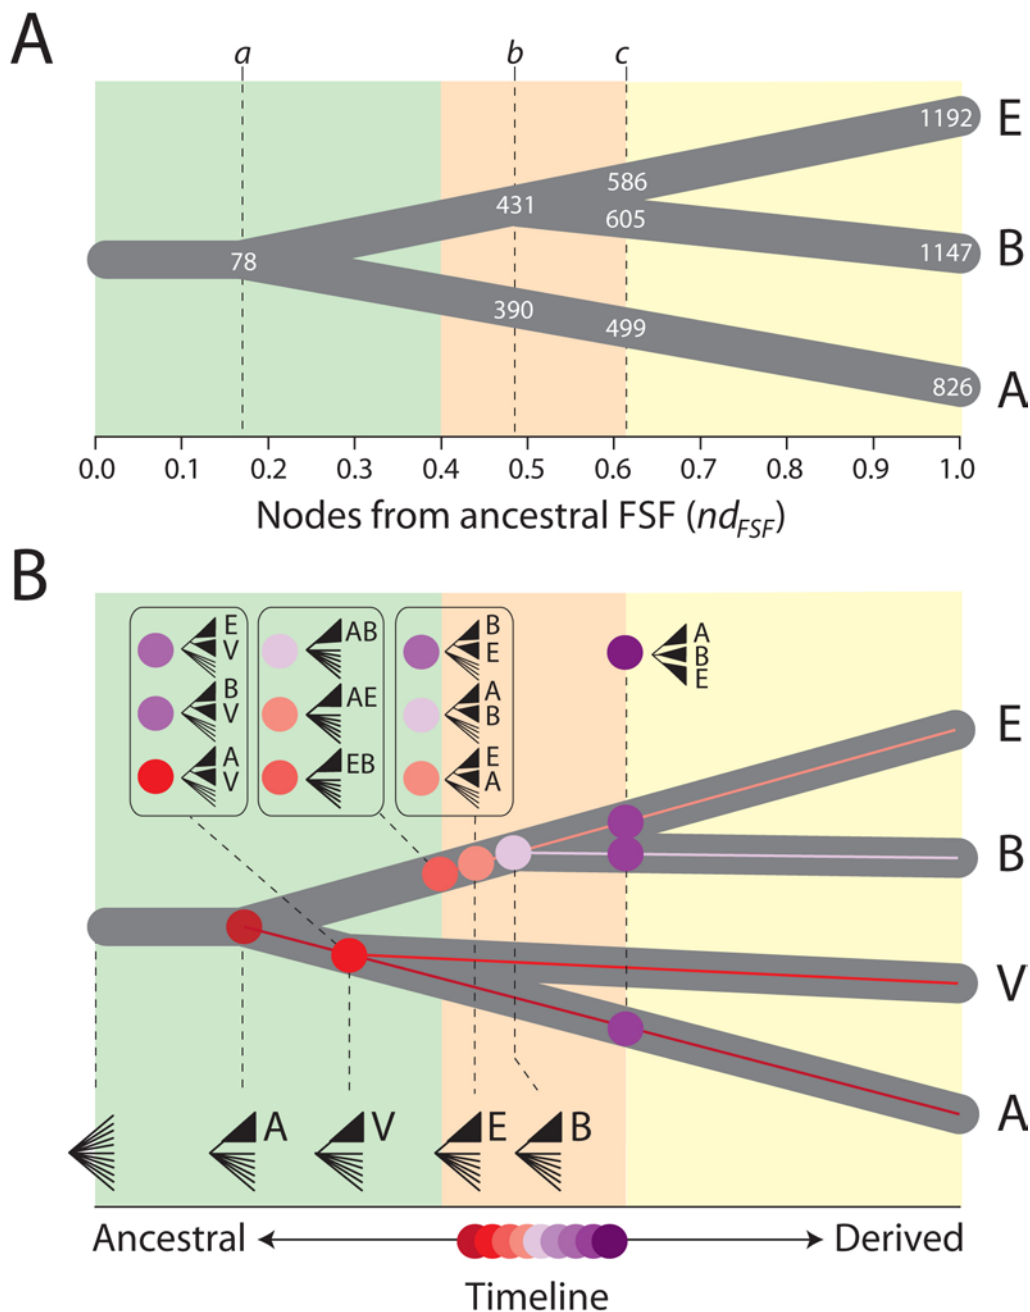 A
a b c
1192 E
586
431
605
78
1147 B
390
499
826 A
0.0 0.1 0.2 0.3 0.4 0.5 0.6 0.7 0.8 0.9 1.0
Nodes from ancestral FSF (ndFSF)
B
E
V
B
V
A
V
AB
AE
EB
B
E
A
B
E
A
A
B
E
E
B
V
A
A V E B
Ancestral Derived
Timeline